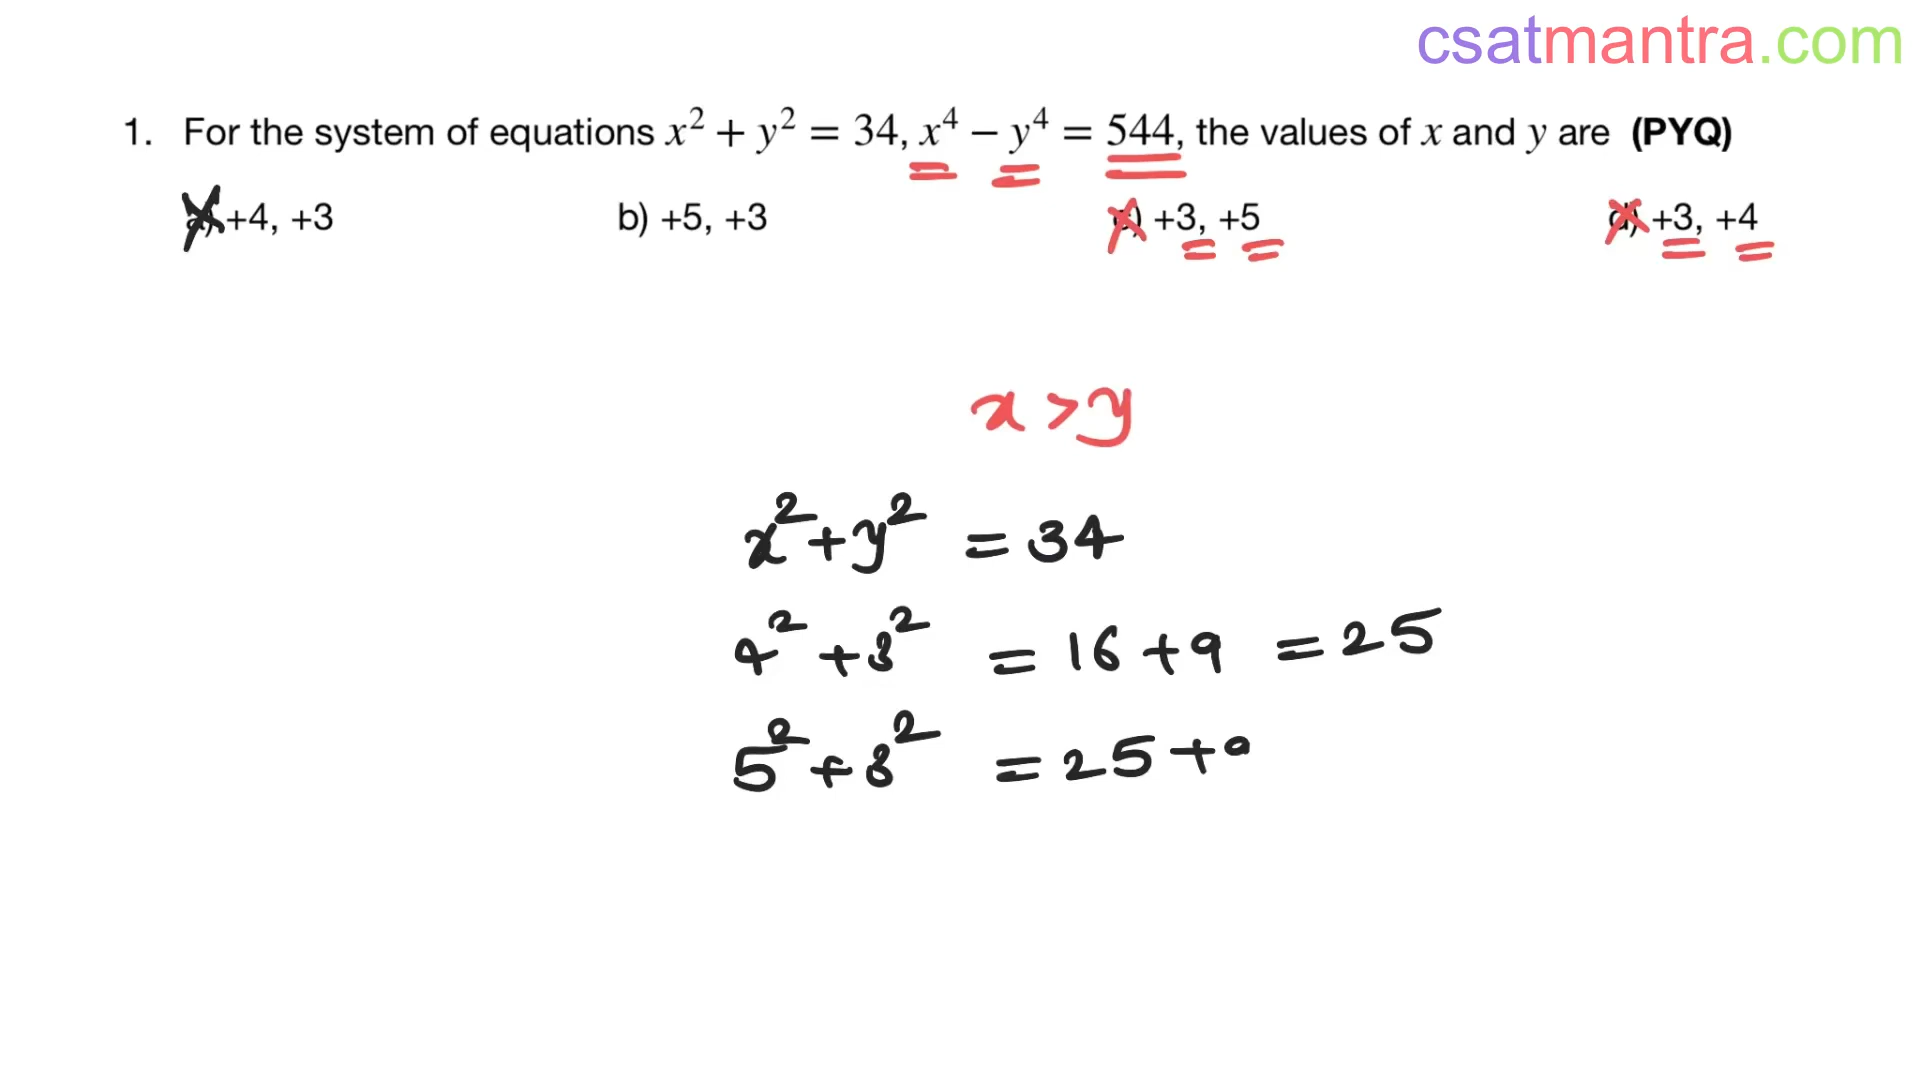 csatmantra.com
1. For the system of equations x² + y² = 34, x⁴ − y⁴ = 544, the values of x and y are (PYQ)
a) +4, +3 b) +5, +3 c) +3, +5 d) +3, +4
x > y
x² + y² = 34
4² + 3² = 16 + 9 = 25
5² + 3² = 25 +